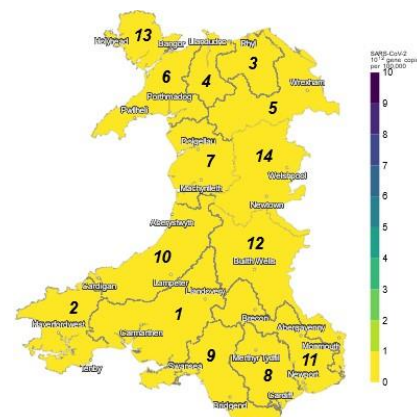 13
Holyhead
Bangor
Llandudno
Rhyl
3
6
4
Porthmadog
Wrexham
Pwllheli
5
Dolgellau
7
14
Welshpool
Machynlleth
Newtown
Aberystwyth
12
10
Builth Wells
Cardigan
Lampeter
2
Llandovery
1
Haverfordwest
Brecon
Carmarthen
Abergavenny
Tenby
Swansea
9
Merthyr Tydfil
Monmouth
11
8
Newport
Bridgend
Cardiff
SARS-CoV-2
per 100,000
10
9
8
7
6
5
4
3
2
1
0